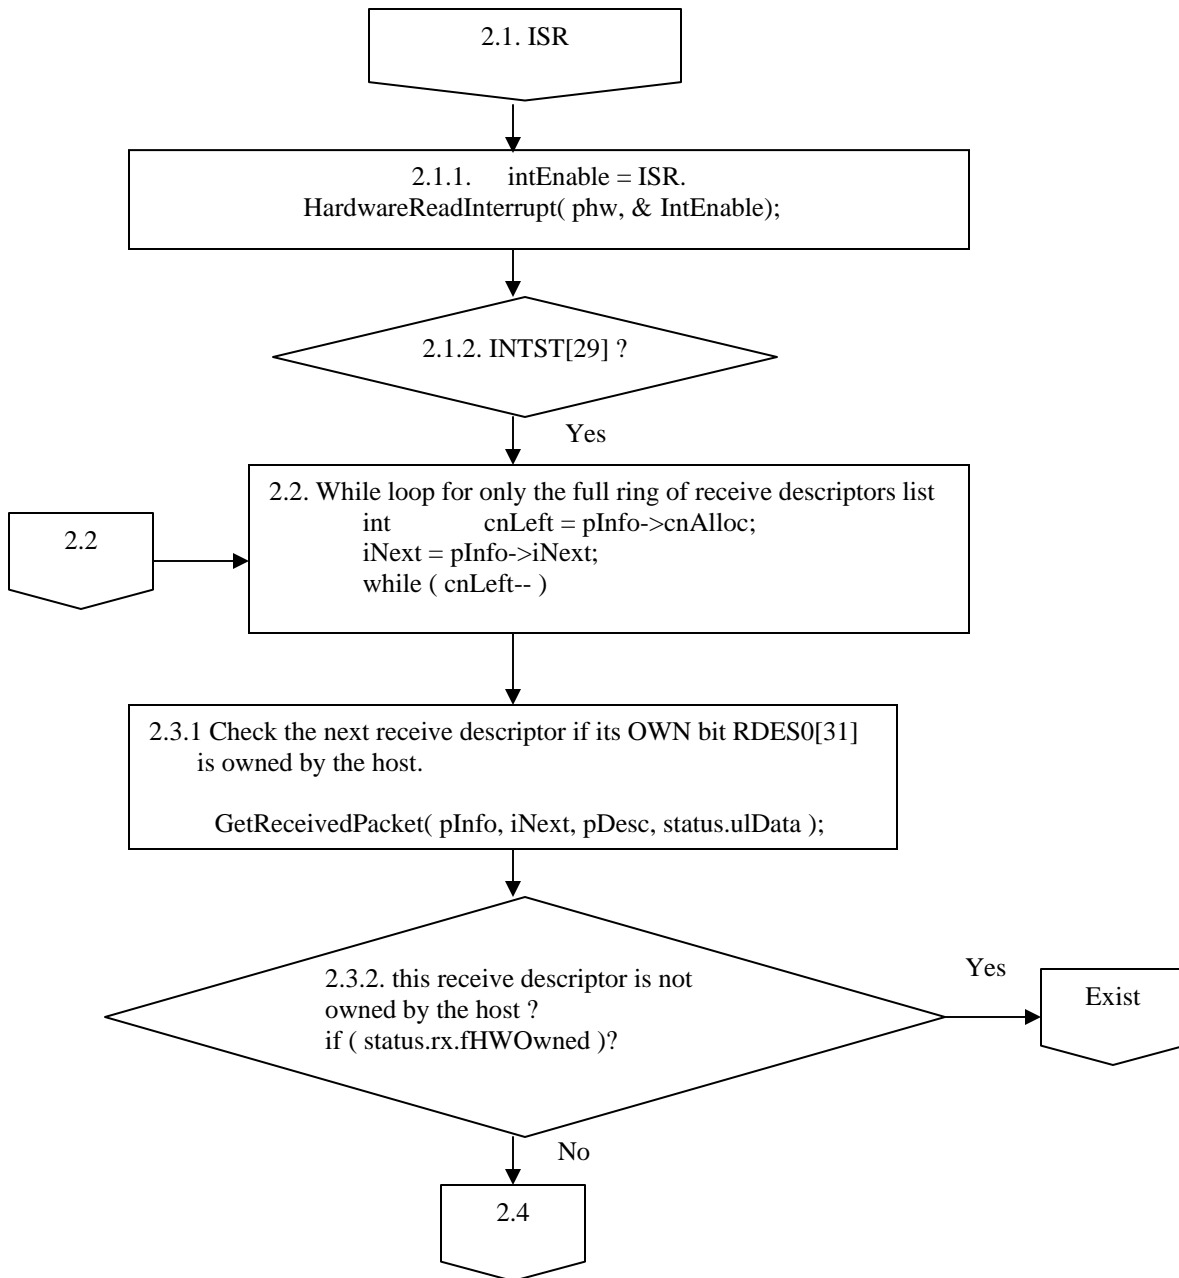 2.1. ISR
2.1.1. intEnable = ISR.
HardwareReadInterrupt( phw, & IntEnable);
2.1.2. INTST[29] ?
Yes
2.2. While loop for only the full ring of receive descriptors list
int cnLeft = pInfo->cnAlloc;
iNext = pInfo->iNext;
while ( cnLeft-- )
2.2
2.3.1 Check the next receive descriptor if its OWN bit RDES0[31]
is owned by the host.
GetReceivedPacket( pInfo, iNext, pDesc, status.ulData );
2.3.2. this receive descriptor is not
owned by the host ?
if ( status.rx.fHWOwned )?
Yes
Exist
No
2.4